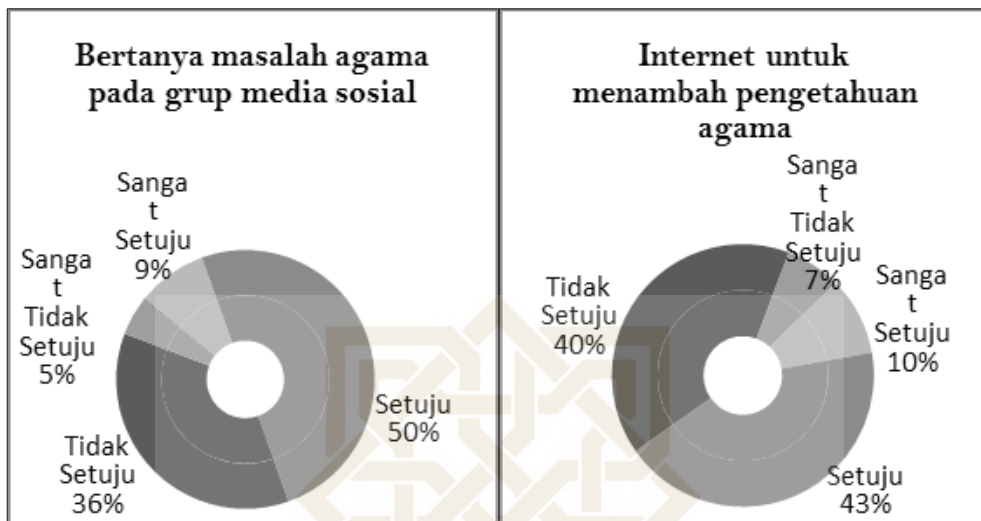 Bertanya masalah agama
pada grup media sosial
Sanga
t
Setuju
9%
Sanga
t
Tidak
Setuju
5%
Tidak
Setuju
36%
Setuju
50%
Internet untuk
menambah pengetahuan
agama
Sanga
t
Tidak
Setuju
7%
Sanga
t
Setuju
10%
Tidak
Setuju
40%
Setuju
43%